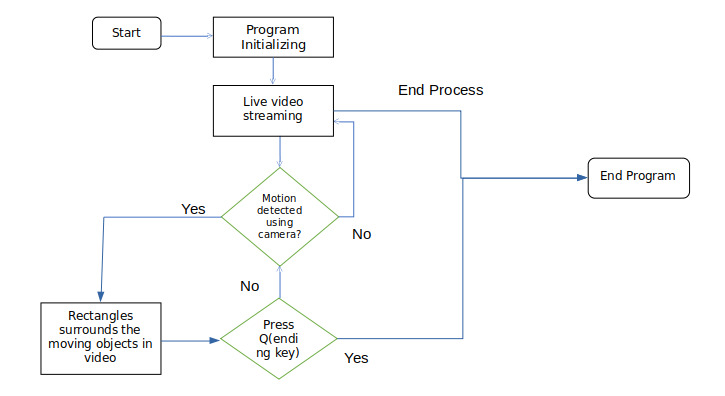 Start
Program
Initializing
End Process
Live video
streaming
End Program
Motion
detected
using
camera?
Yes
No
No
Rectangles
surrounds the
moving objects in
video
Press
Q(endi
ng key)
Yes